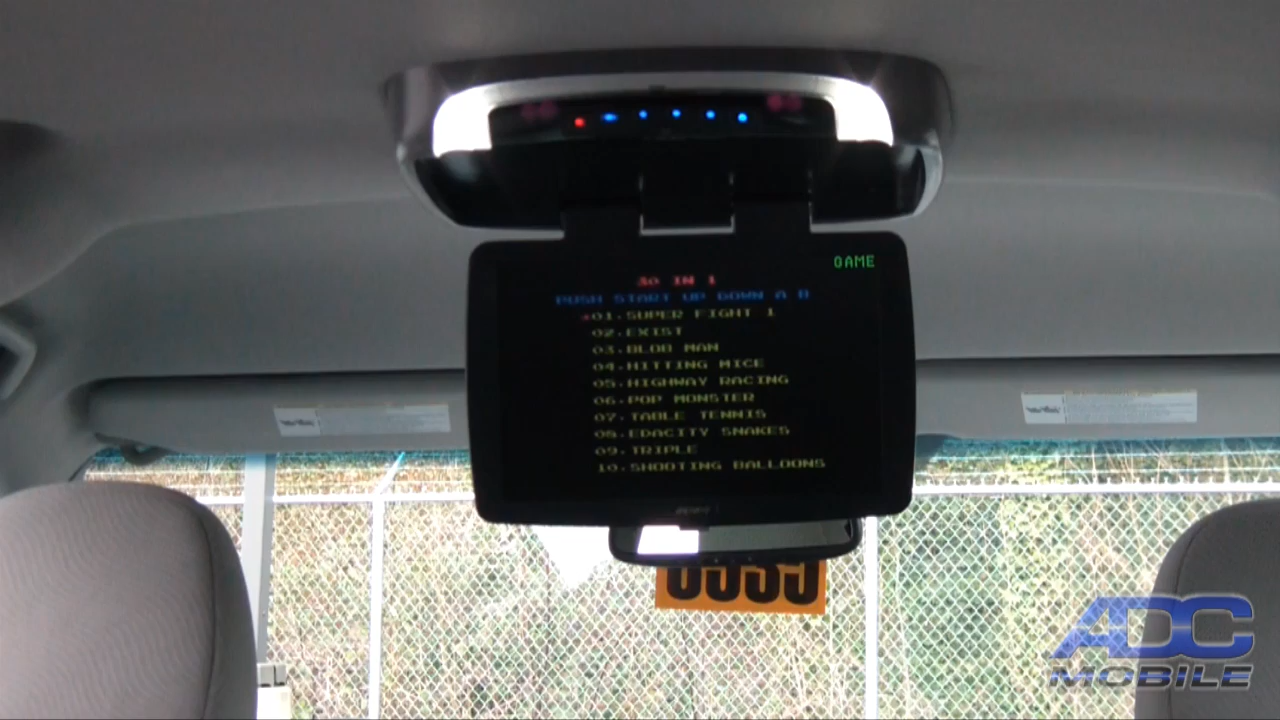 GAME
30 IN 1
PUSH START UP DOWN A B
01.SUPER FIGHT 1
02.EXIST
03.BLOB MAN
04.HITTING MICE
05.HIGHWAY RACING
06.POP MONSTER
07.TABLE TENNIS
08.EDACITY SNAKES
09.TRIPLE
10.SHOOTING BALLOONS
ADC
MOBILE